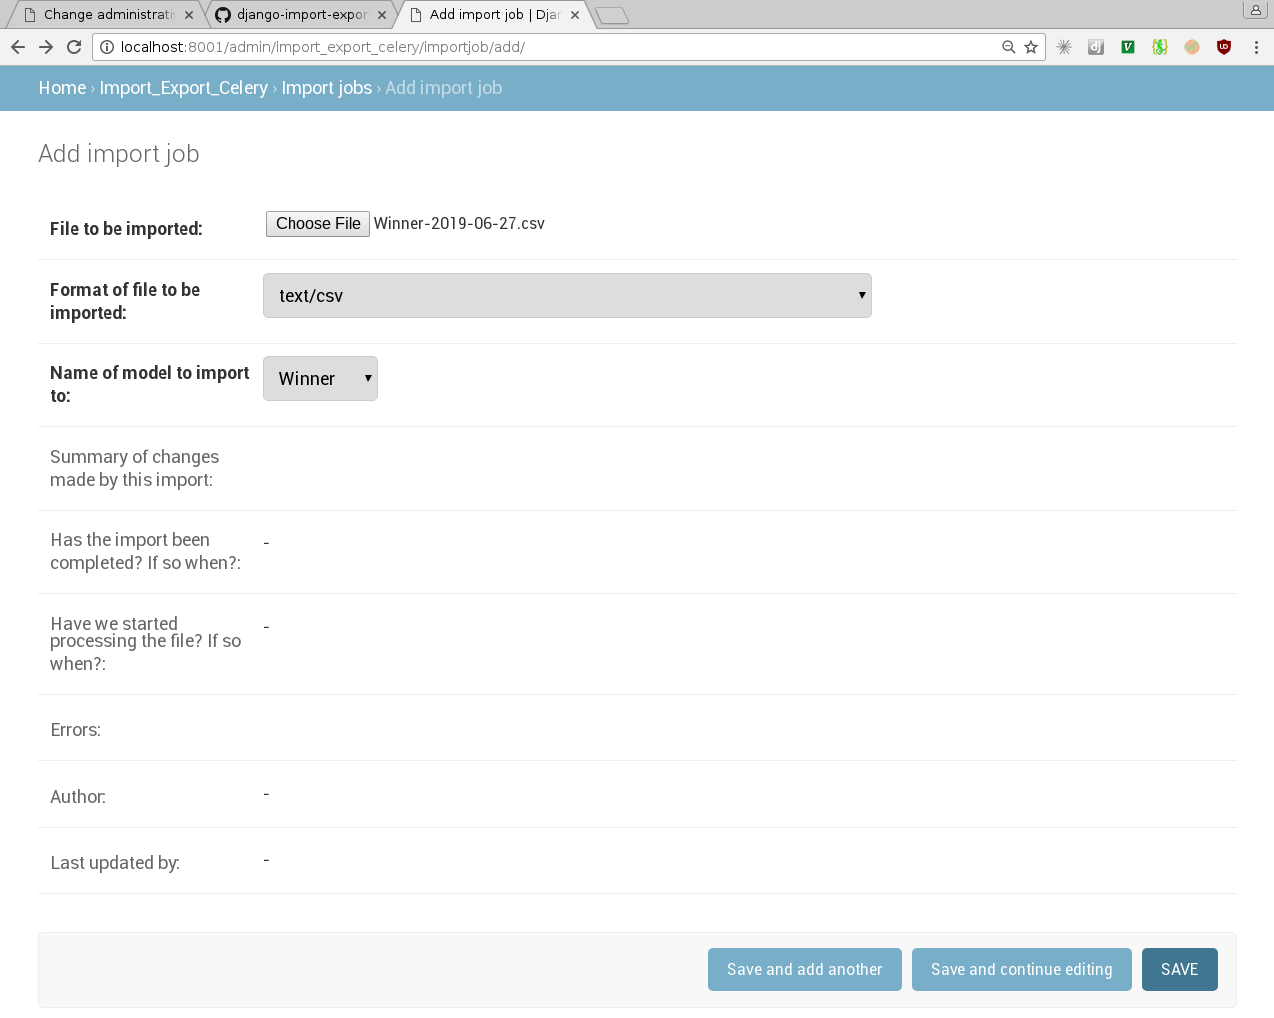 Change administrativ
django-import-expor
Add import job | Djan
localhost:8001/admin/import_export_celery/importjob/add/
Home › Import_Export_Celery › Import jobs › Add import job
Add import job
File to be imported:
Choose File Winner-2019-06-27.csv
Format of file to be
imported:
text/csv
Name of model to import
to:
Winner
Summary of changes
made by this import:
Has the import been
completed? If so when?:
-
Have we started
processing the file? If so
when?:
-
Errors:
Author:
-
Last updated by:
-
Save and add another
Save and continue editing
SAVE